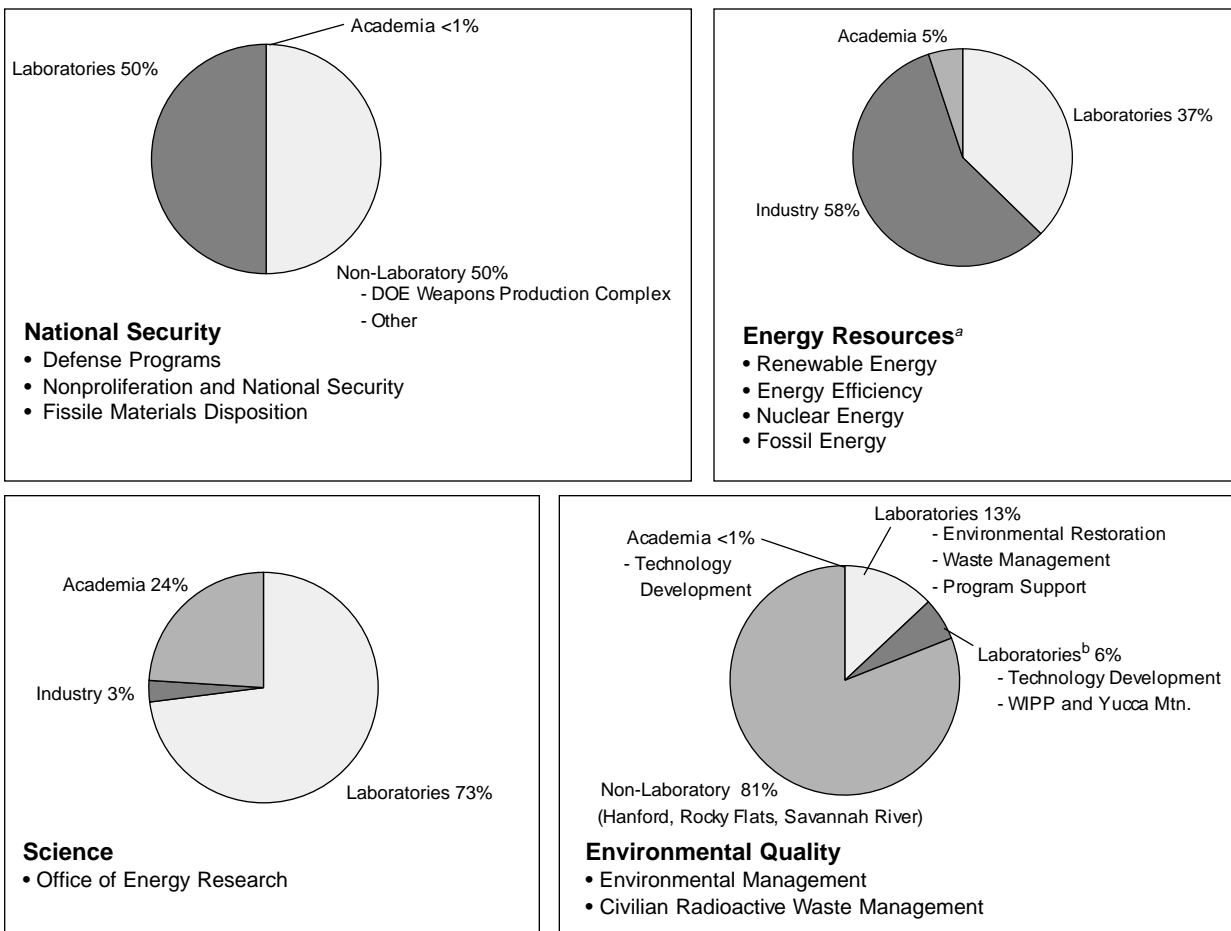 Academia <1%
Laboratories 50%
Non-Laboratory 50%
- DOE Weapons Production Complex
- Other
National Security
• Defense Programs
• Nonproliferation and National Security
• Fissile Materials Disposition
Academia 5%
Laboratories 37%
Industry 58%
Energy Resourcesa
• Renewable Energy
• Energy Efficiency
• Nuclear Energy
• Fossil Energy
Academia 24%
Industry 3%
Laboratories 73%
Science
• Office of Energy Research
Laboratories 13%
- Environmental Restoration
- Waste Management
- Program Support
Academia <1%
- Technology
Development
Laboratoriesb 6%
- Technology Development
- WIPP and Yucca Mtn.
Non-Laboratory 81%
(Hanford, Rocky Flats, Savannah River)
Environmental Quality
• Environmental Management
• Civilian Radioactive Waste Management